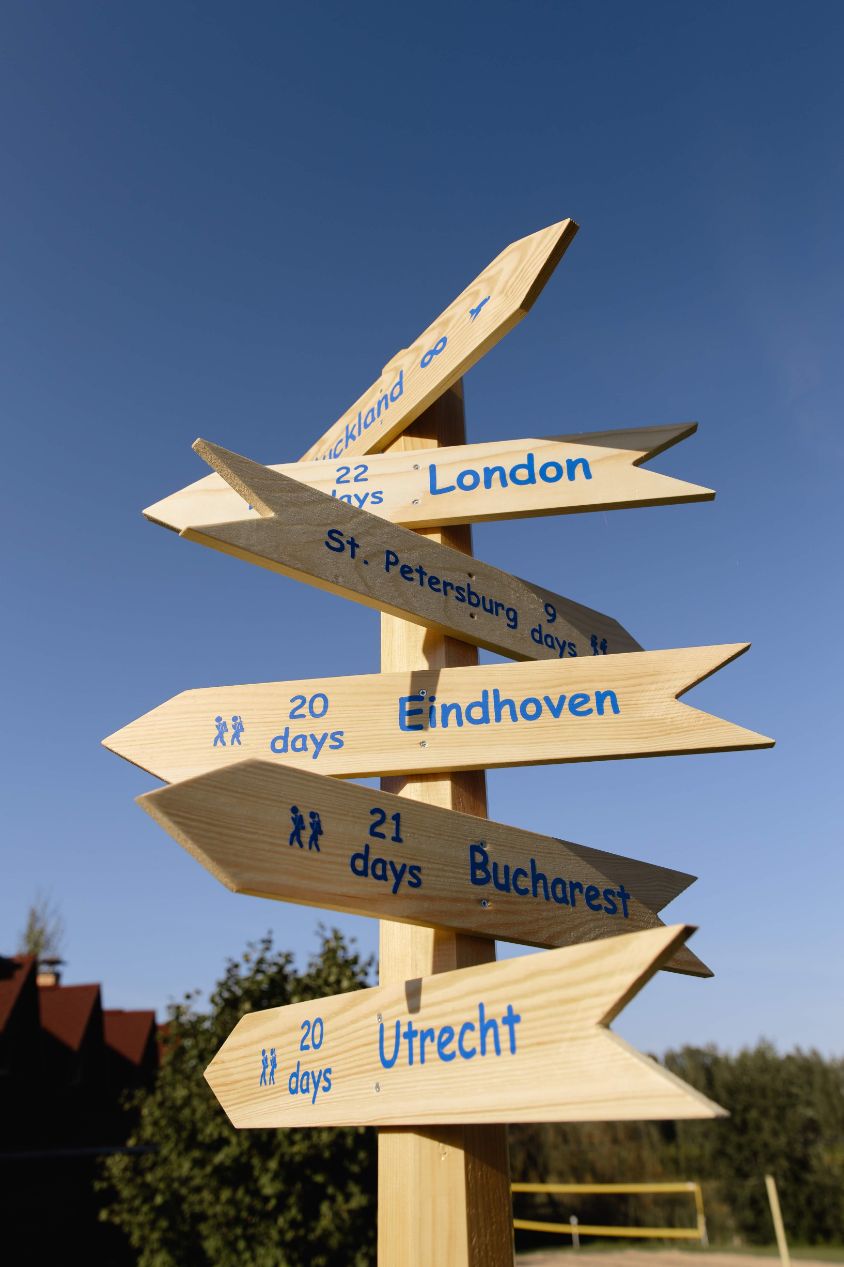 uckland ∞
22
days
London
St. Petersburg
9
days
20
days
Eindhoven
21
days
Bucharest
20
days
Utrecht